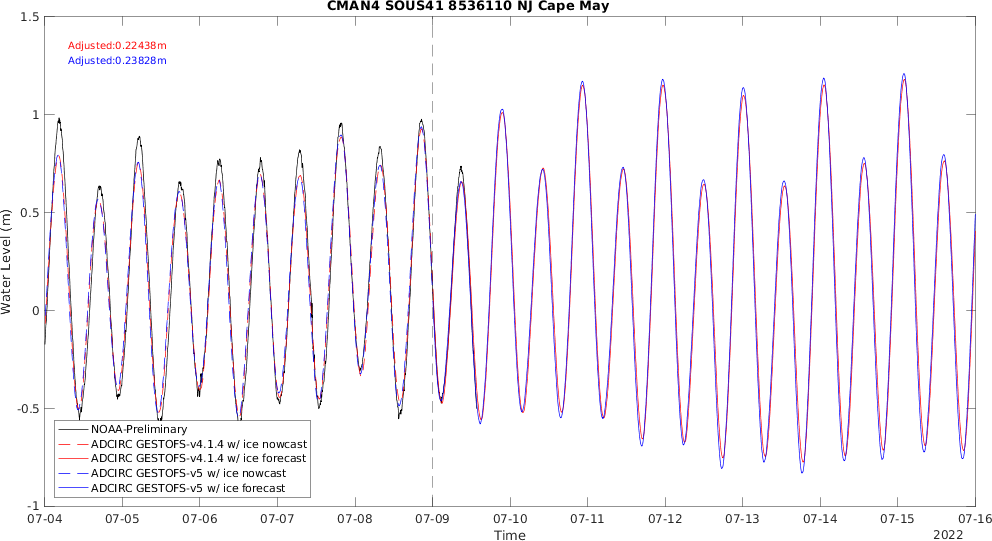 CMAN4 SOUS41 8536110 NJ Cape May
Adjusted:0.22438m
Adjusted:0.23828m
Water Level (m)
1.5
1
0.5
0
-0.5
-1
NOAA-Preliminary
ADCIRC GESTOFS-v4.1.4 w/ ice nowcast
ADCIRC GESTOFS-v4.1.4 w/ ice forecast
ADCIRC GESTOFS-v5 w/ ice nowcast
ADCIRC GESTOFS-v5 w/ ice forecast
07-04 07-05 07-06 07-07 07-08 07-09 07-10 07-11 07-12 07-13 07-14 07-15 07-16
Time
2022